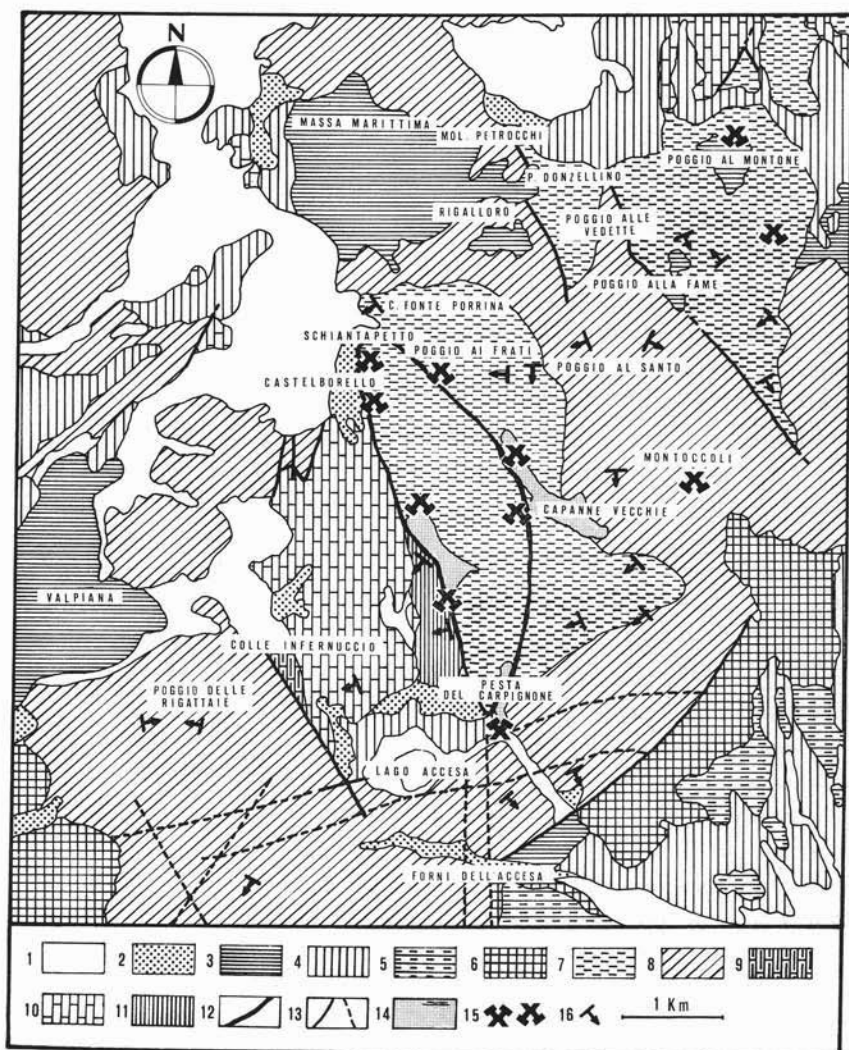 N
MASSA MARITTIMA
MOL. PETROCCHI
POGGIO AL MONTONE
P. DONZELLINO
RIGALLORO
POGGIO ALLE
VEDETTE
POGGIO ALLA FAME
C. FONTE PORRINA
SCHIANTAPETTO
POGGIO AI FRATI
POGGIO AL SANTO
CASTELBORELLO
MONTOCCOLI
CAPANNE VECCHIE
VALPIANA
COLLE INFERNUCCIO
PESTA
DEL CARPIGNONE
POGGIO DELLE
RIGATTAIE
LAGO ACCESA
FORNI DELL'ACCESA
1 2 3 4 5 6 7 8 9
10 11 12 13 14 15 16 1 Km